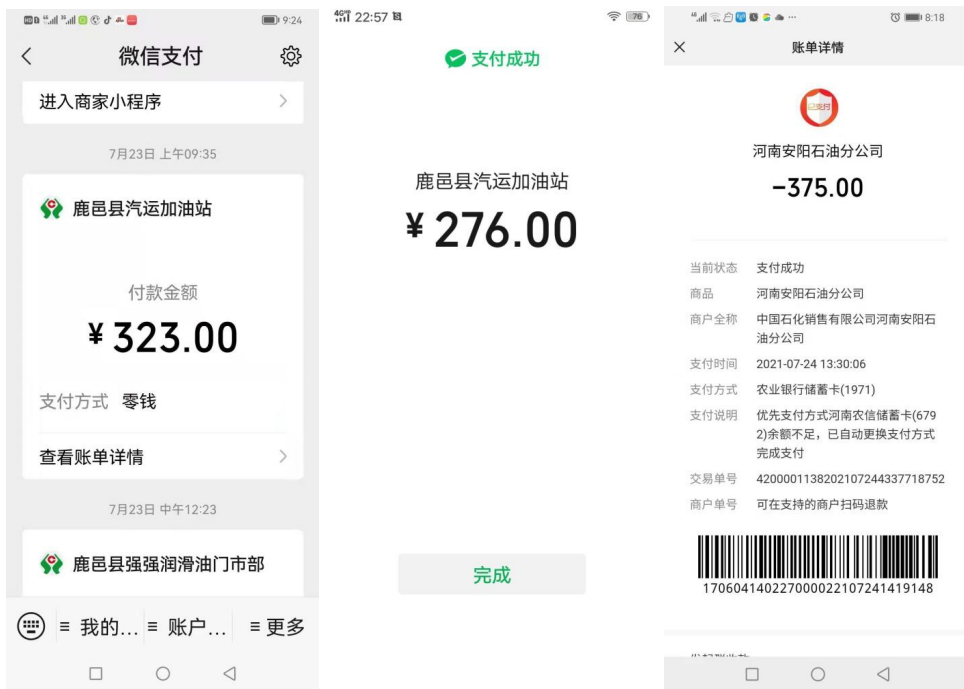 9:24
微信支付
进入商家小程序
7月23日 上午09:35
鹿邑县汽运加油站
付款金额
¥ 323.00
支付方式 零钱
查看账单详情
7月23日 中午12:23
鹿邑县强强润滑油门市部
我的... 账户... 更多
22:57
76
支付成功
鹿邑县汽运加油站
¥ 276.00
完成
8:18
账单详情
已支付
河南安阳石油分公司
-375.00
当前状态 支付成功
商品 河南安阳石油分公司
商户全称 中国石化销售有限公司河南安阳石
油分公司
支付时间 2021-07-24 13:30:06
支付方式 农业银行储蓄卡(1971)
支付说明 优先支付方式河南农信储蓄卡(679
2)余额不足，已自动更换支付方式
完成支付
交易单号 4200001138202107244337718752
商户单号 可在支持的商户扫码退款
17060414022700002210724141​9148